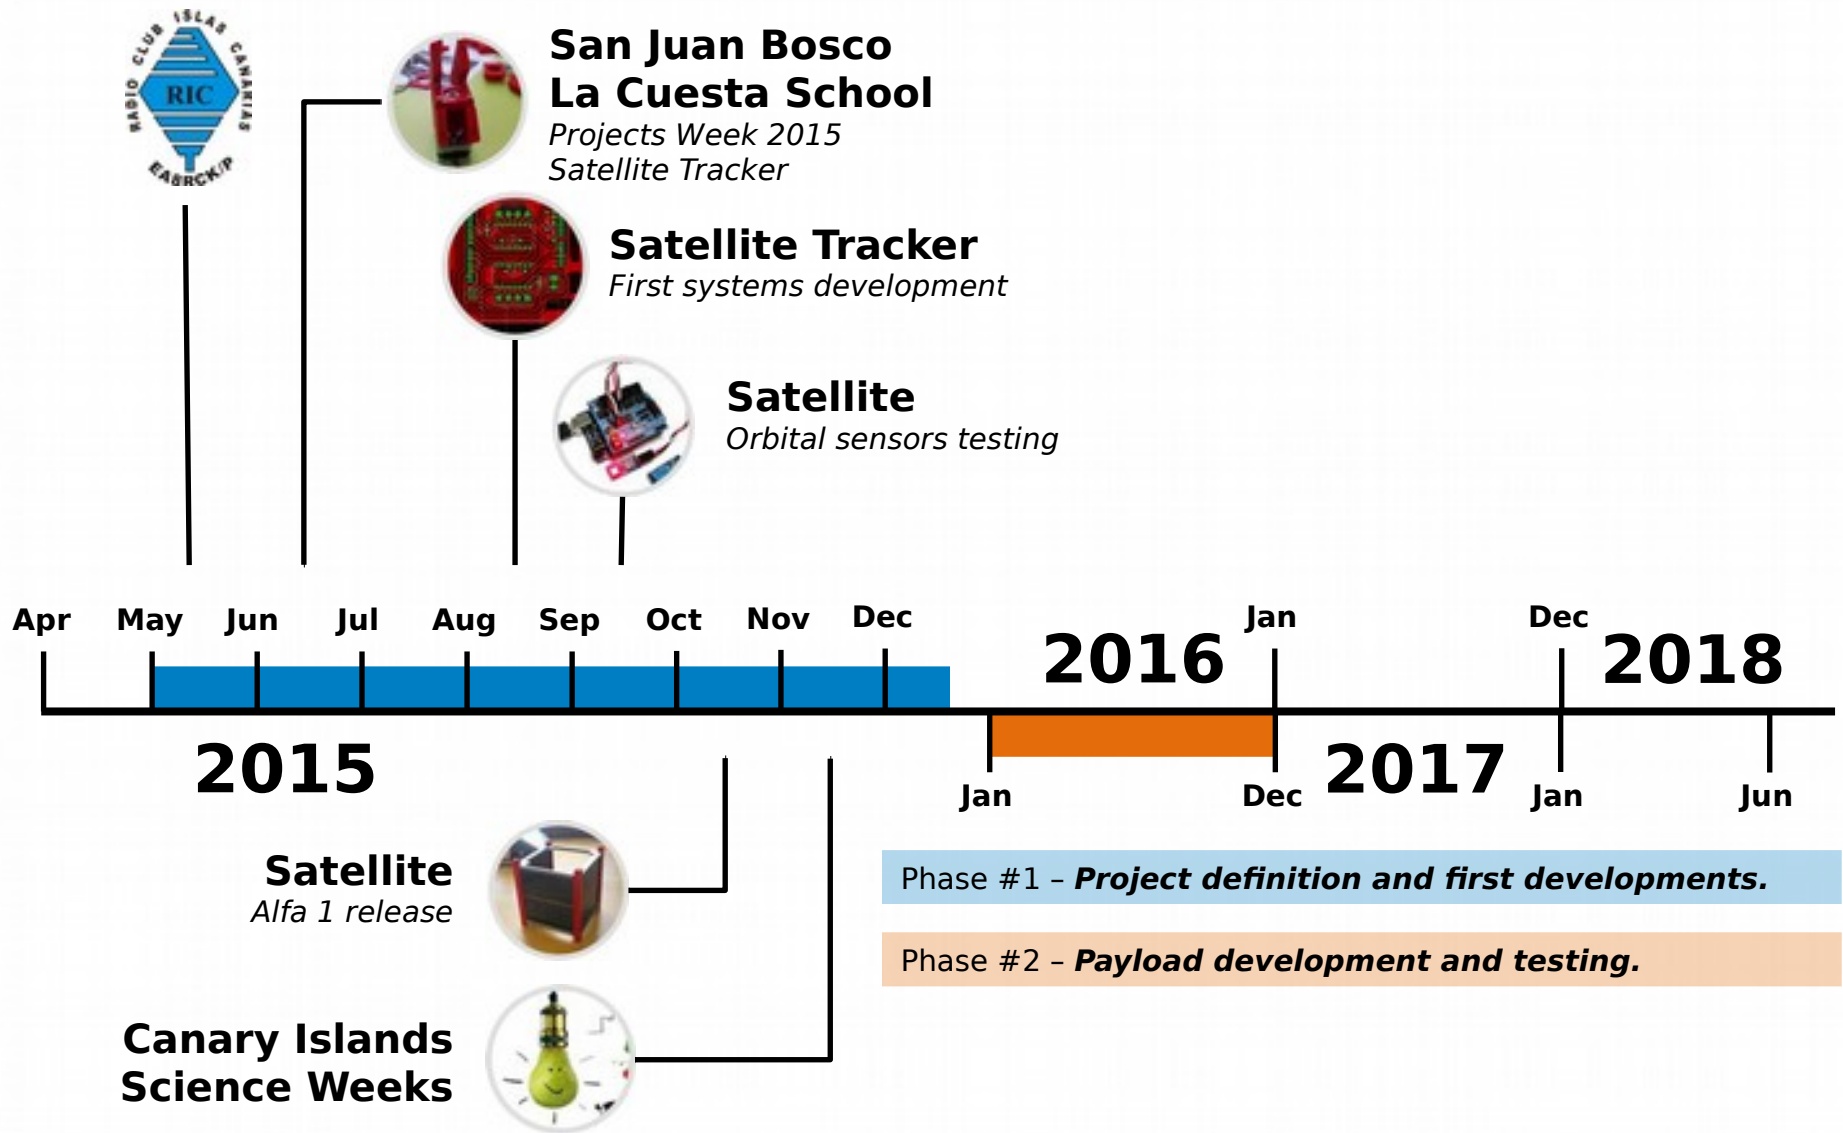 RADIO CLUB ISLAS CANARIAS
RIC
EA8RCK/P
San Juan Bosco
La Cuesta School
Projects Week 2015
Satellite Tracker
Satellite Tracker
First systems development
Satellite
Orbital sensors testing
Apr May Jun Jul Aug Sep Oct Nov Dec Jan Dec
2016 2018
2015 2017
Jan Dec Jan Jun
Satellite
Alfa 1 release
Phase #1 – Project definition and first developments.
Phase #2 – Payload development and testing.
Canary Islands
Science Weeks